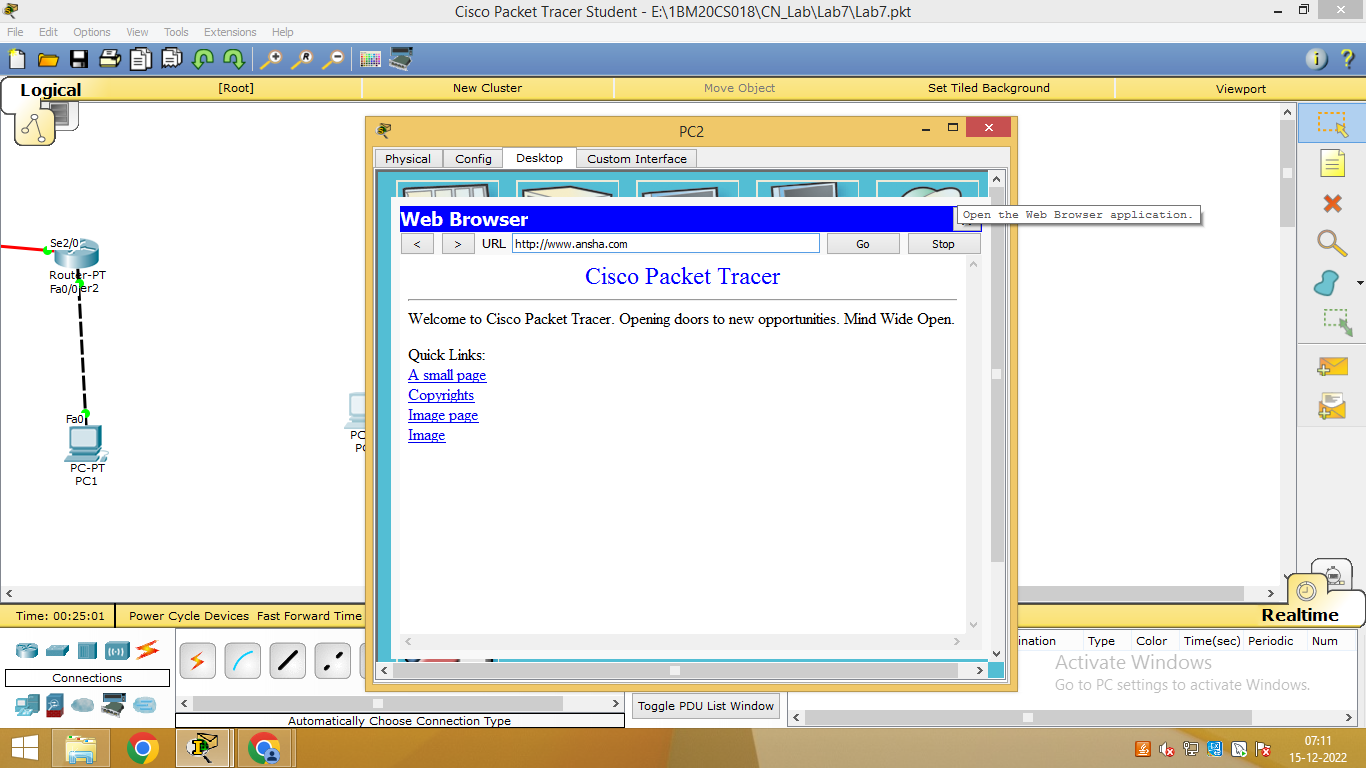 Cisco Packet Tracer Student - E:\1BM20CS018\CN_Lab\Lab7\Lab7.pkt
File Edit Options View Tools Extensions Help
Logical [Root] New Cluster Move Object Set Tiled Background Viewport
PC2
Physical Config Desktop Custom Interface
Web Browser
Open the Web Browser application.
< > URL http://www.ansha.com Go Stop
Cisco Packet Tracer
Welcome to Cisco Packet Tracer. Opening doors to new opportunities. Mind Wide Open.
Quick Links:
A small page
Copyrights
Image page
Image
Se2/0
Router-PT
Fa0/0
er2
Fa0
PC-PT
PC1
PC
Time: 00:25:01 Power Cycle Devices Fast Forward Time
Realtime
Connections
Automatically Choose Connection Type
Toggle PDU List Window
ination Type Color Time(sec) Periodic Num
Activate Windows
Go to PC settings to activate Windows.
07:11
15-12-2022